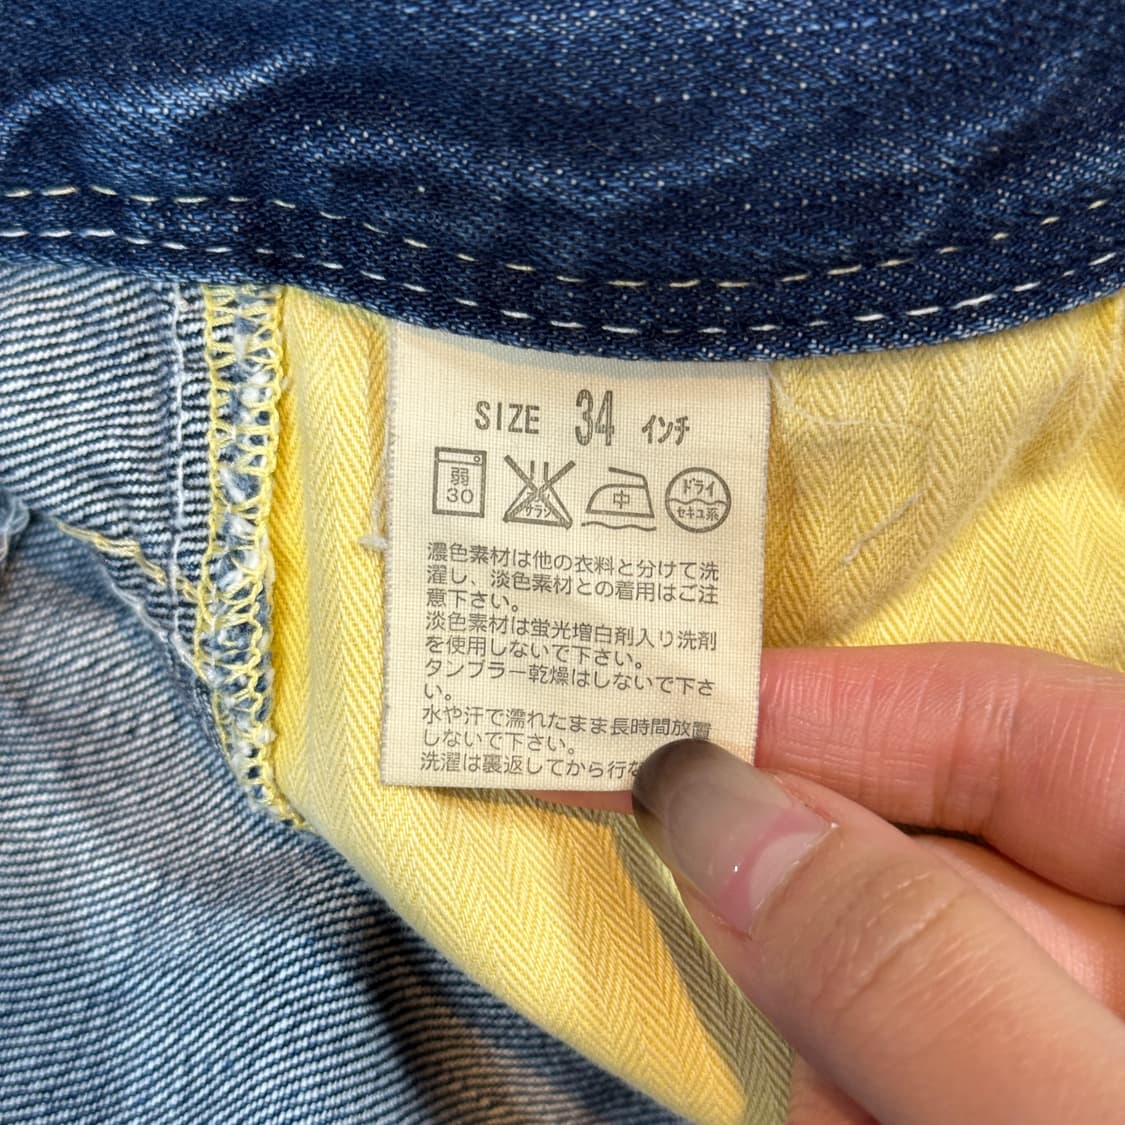 SIZE 34 インチ
弱 30 エンソサラシ 中 ドライ セキユ系
濃色素材は他の衣料と分けて洗
濯し、淡色素材との着用はご注
意下さい。
淡色素材は蛍光増白剤入り洗剤
を使用しないで下さい。
タンブラー乾燥はしないで下さ
い。
水や汗で濡れたまま長時間放置
しないで下さい。
洗濯は裏返してから行な